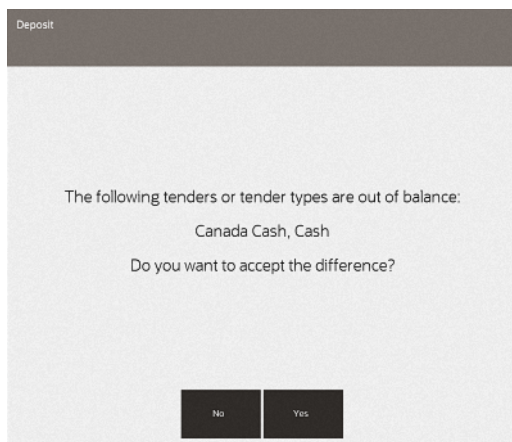 Deposit
The following tenders or tender types are out of balance:
Canada Cash, Cash
Do you want to accept the difference?
No
Yes